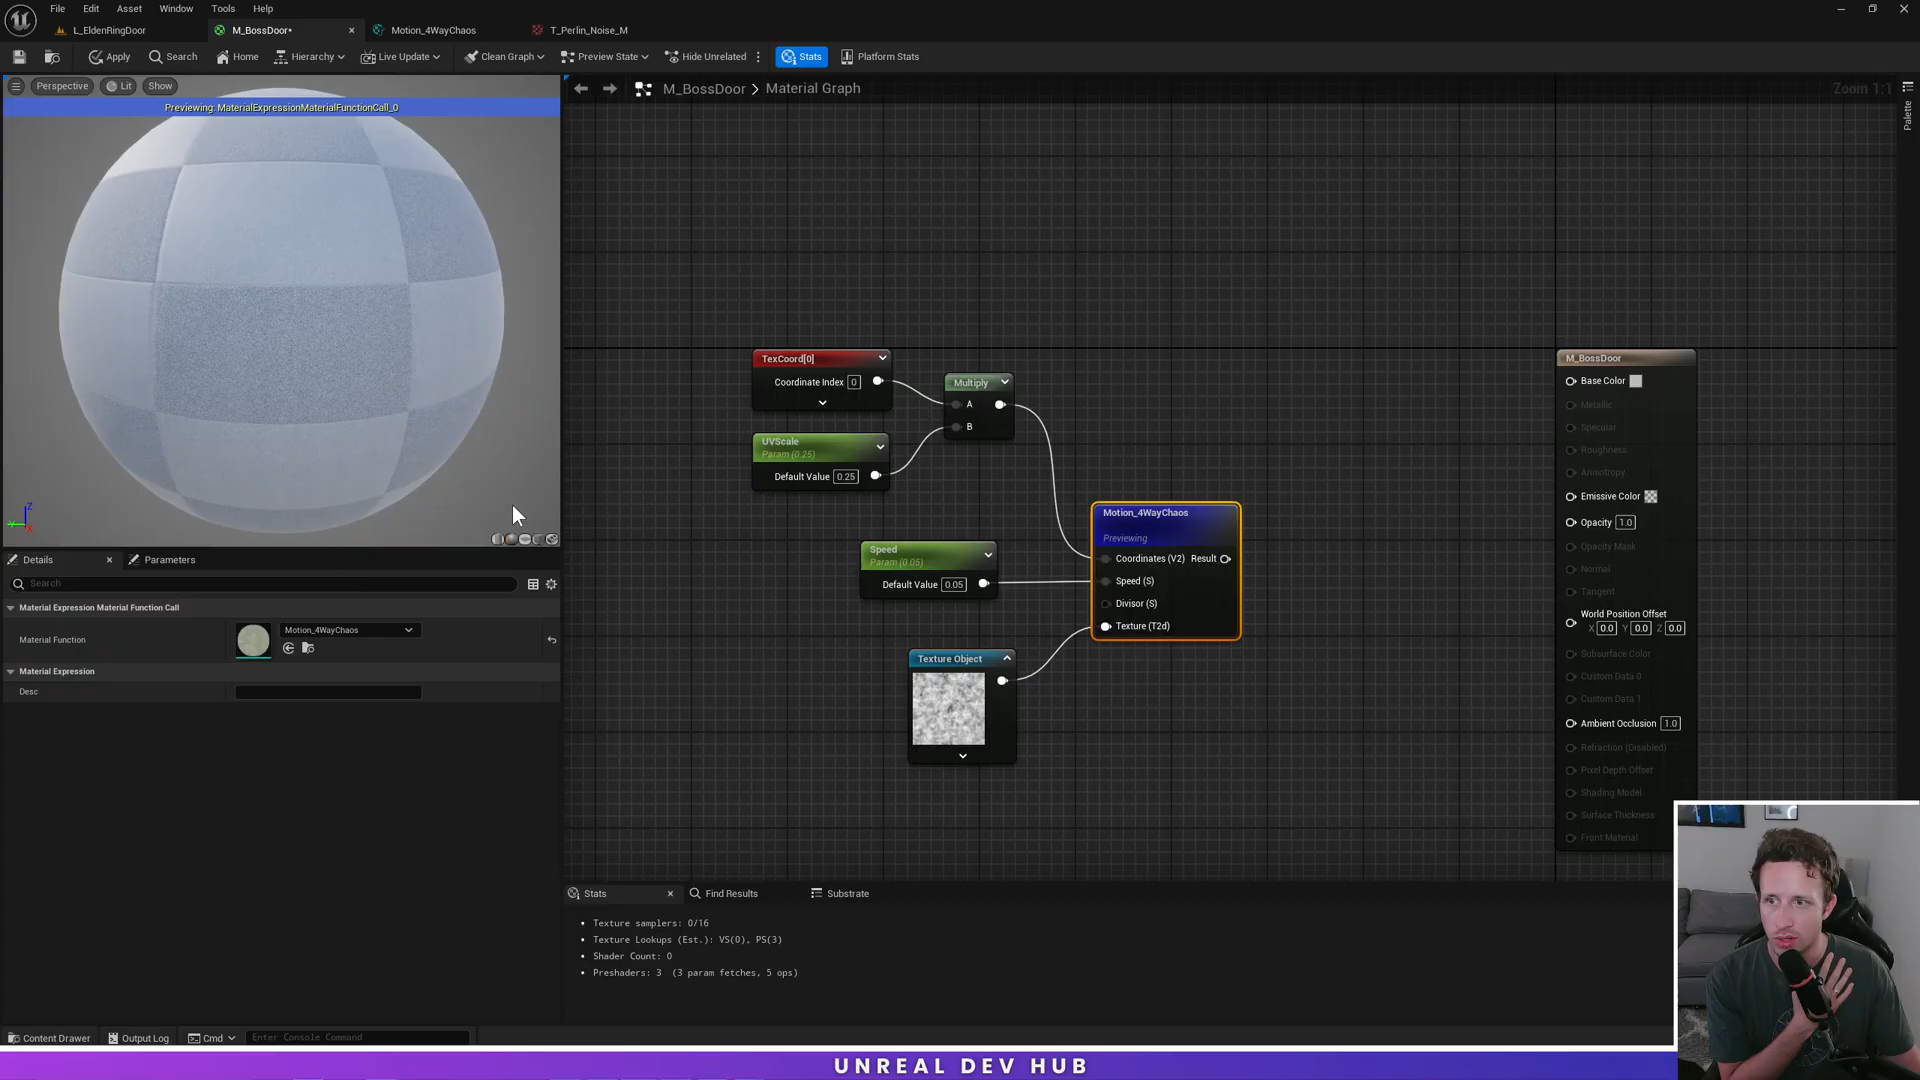 File Edit Asset Window Tools Help
L_EldenRingDoor M_BossDoor• Motion_4WayChaos T_Perlin_Noise_M
Apply Search Home Hierarchy Live Update Clean Graph Preview State Hide Unrelated Stats Platform Stats
Perspective Lit Show
Previewing: MaterialExpressionMaterialFunctionCall_0
M_BossDoor > Material Graph
Zoom 1:1
Palette
TexCoord[0]
Coordinate Index 0
UVScale
Param (0.25)
Default Value 0.25
Multiply
A
B
Speed
Param (0.05)
Default Value 0.05
Texture Object
Motion_4WayChaos
Previewing
Coordinates (V2) Result
Speed (S)
Divisor (S)
Texture (T2d)
M_BossDoor
Base Color
Metallic
Specular
Roughness
Anisotropy
Emissive Color
Opacity 1.0
Opacity Mask
Normal
Tangent
World Position Offset
X 0.0 Y 0.0 Z 0.0
Subsurface Color
Custom Data 0
Custom Data 1
Ambient Occlusion 1.0
Refraction (Disabled)
Pixel Depth Offset
Shading Model
Surface Thickness
Front Material
Z
Y
X
Details Parameters
Search
Material Expression Material Function Call
Material Function Motion_4WayChaos
Material Expression
Desc
Stats Find Results Substrate
• Texture samplers: 0/16
• Texture Lookups (Est.): VS(0), PS(3)
• Shader Count: 0
• Preshaders: 3 (3 param fetches, 5 ops)
Content Drawer Output Log Cmd Enter Console Command
UNREAL DEV HUB